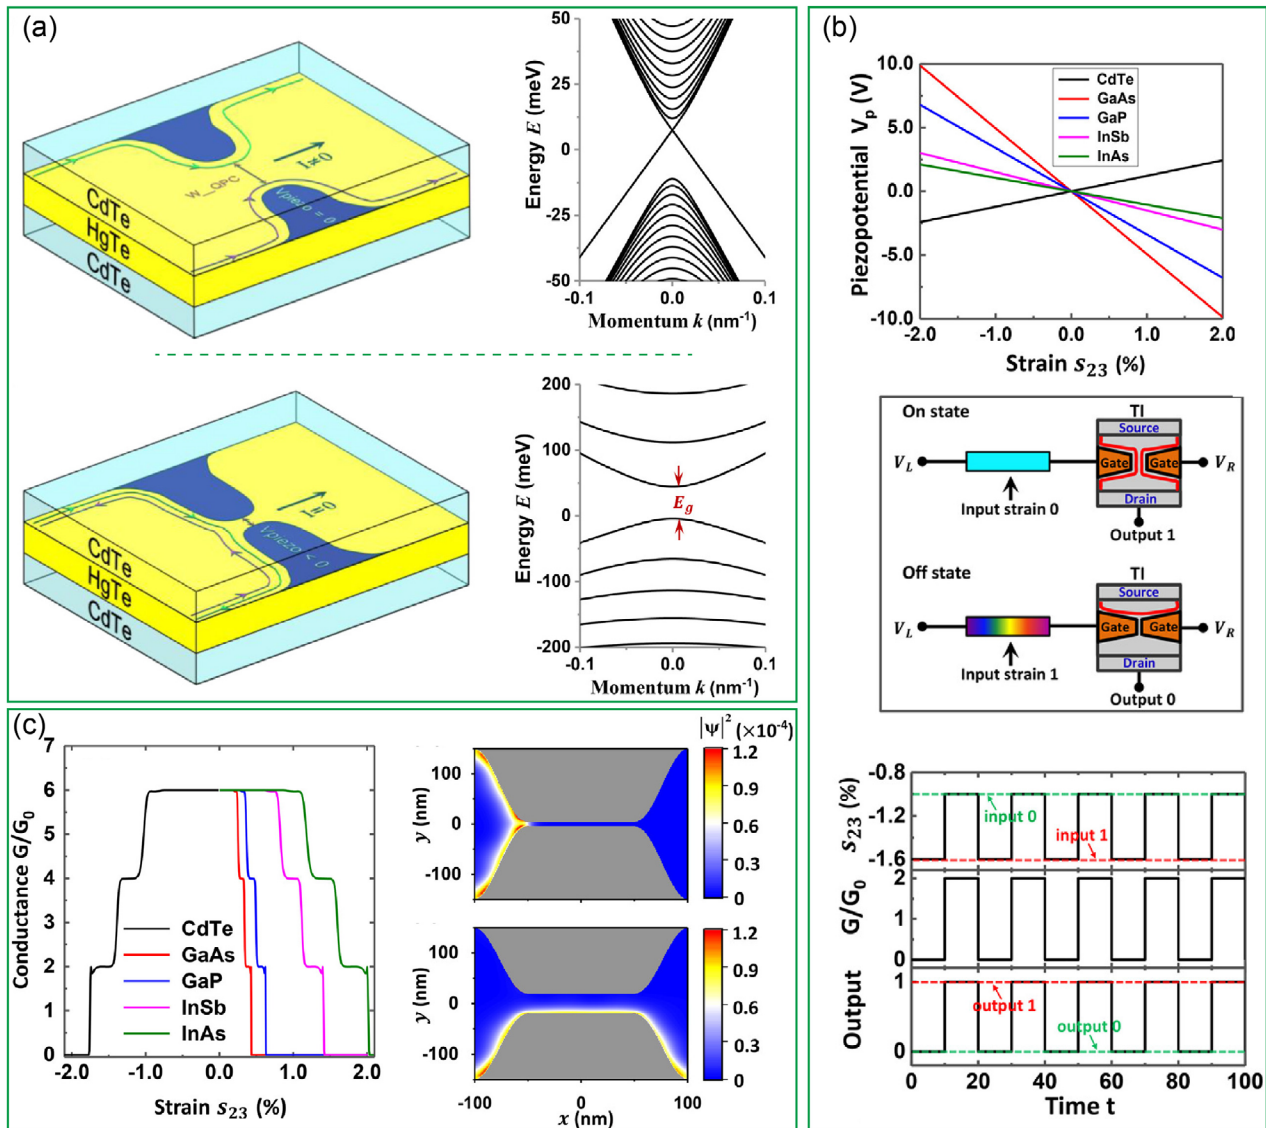 (a)
CdTe
HgTe
CdTe
W_QPC
I≠0
Vpiezo = 0
Energy E (meV)
50
25
0
-25
-50
-0.1
0.0
0.1
Momentum k (nm⁻¹)
CdTe
HgTe
CdTe
I=0
Vpiezo < 0
Energy E (meV)
200
100
0
-100
-200
E_g
-0.1
0.0
0.1
Momentum k (nm⁻¹)
(b)
Piezopotential V_p (V)
10.0
5.0
0.0
-5.0
-10.0
CdTe
GaAs
GaP
InSb
InAs
-2.0
-1.0
0.0
1.0
2.0
Strain s₂₃ (%)
On state
TI
Source
V_L
Gate
Gate
V_R
Input strain 0
Drain
Output 1
Off state
TI
Source
V_L
Gate
Gate
V_R
Input strain 1
Drain
Output 0
s₂₃ (%)
-0.8
-1.2
-1.6
input 0
input 1
G/G₀
2
1
0
Output
1
0
output 1
output 0
0
20
40
60
80
100
Time t
(c)
Conductance G/G₀
7
6
5
4
3
2
1
0
CdTe
GaAs
GaP
InSb
InAs
-2.0
-1.0
0.0
1.0
2.0
Strain s₂₃ (%)
|Ψ|² (×10⁻⁴)
y (nm)
100
0
-100
1.2
0.9
0.6
0.3
0
y (nm)
100
0
-100
1.2
0.9
0.6
0.3
0
-100
0
100
x (nm)